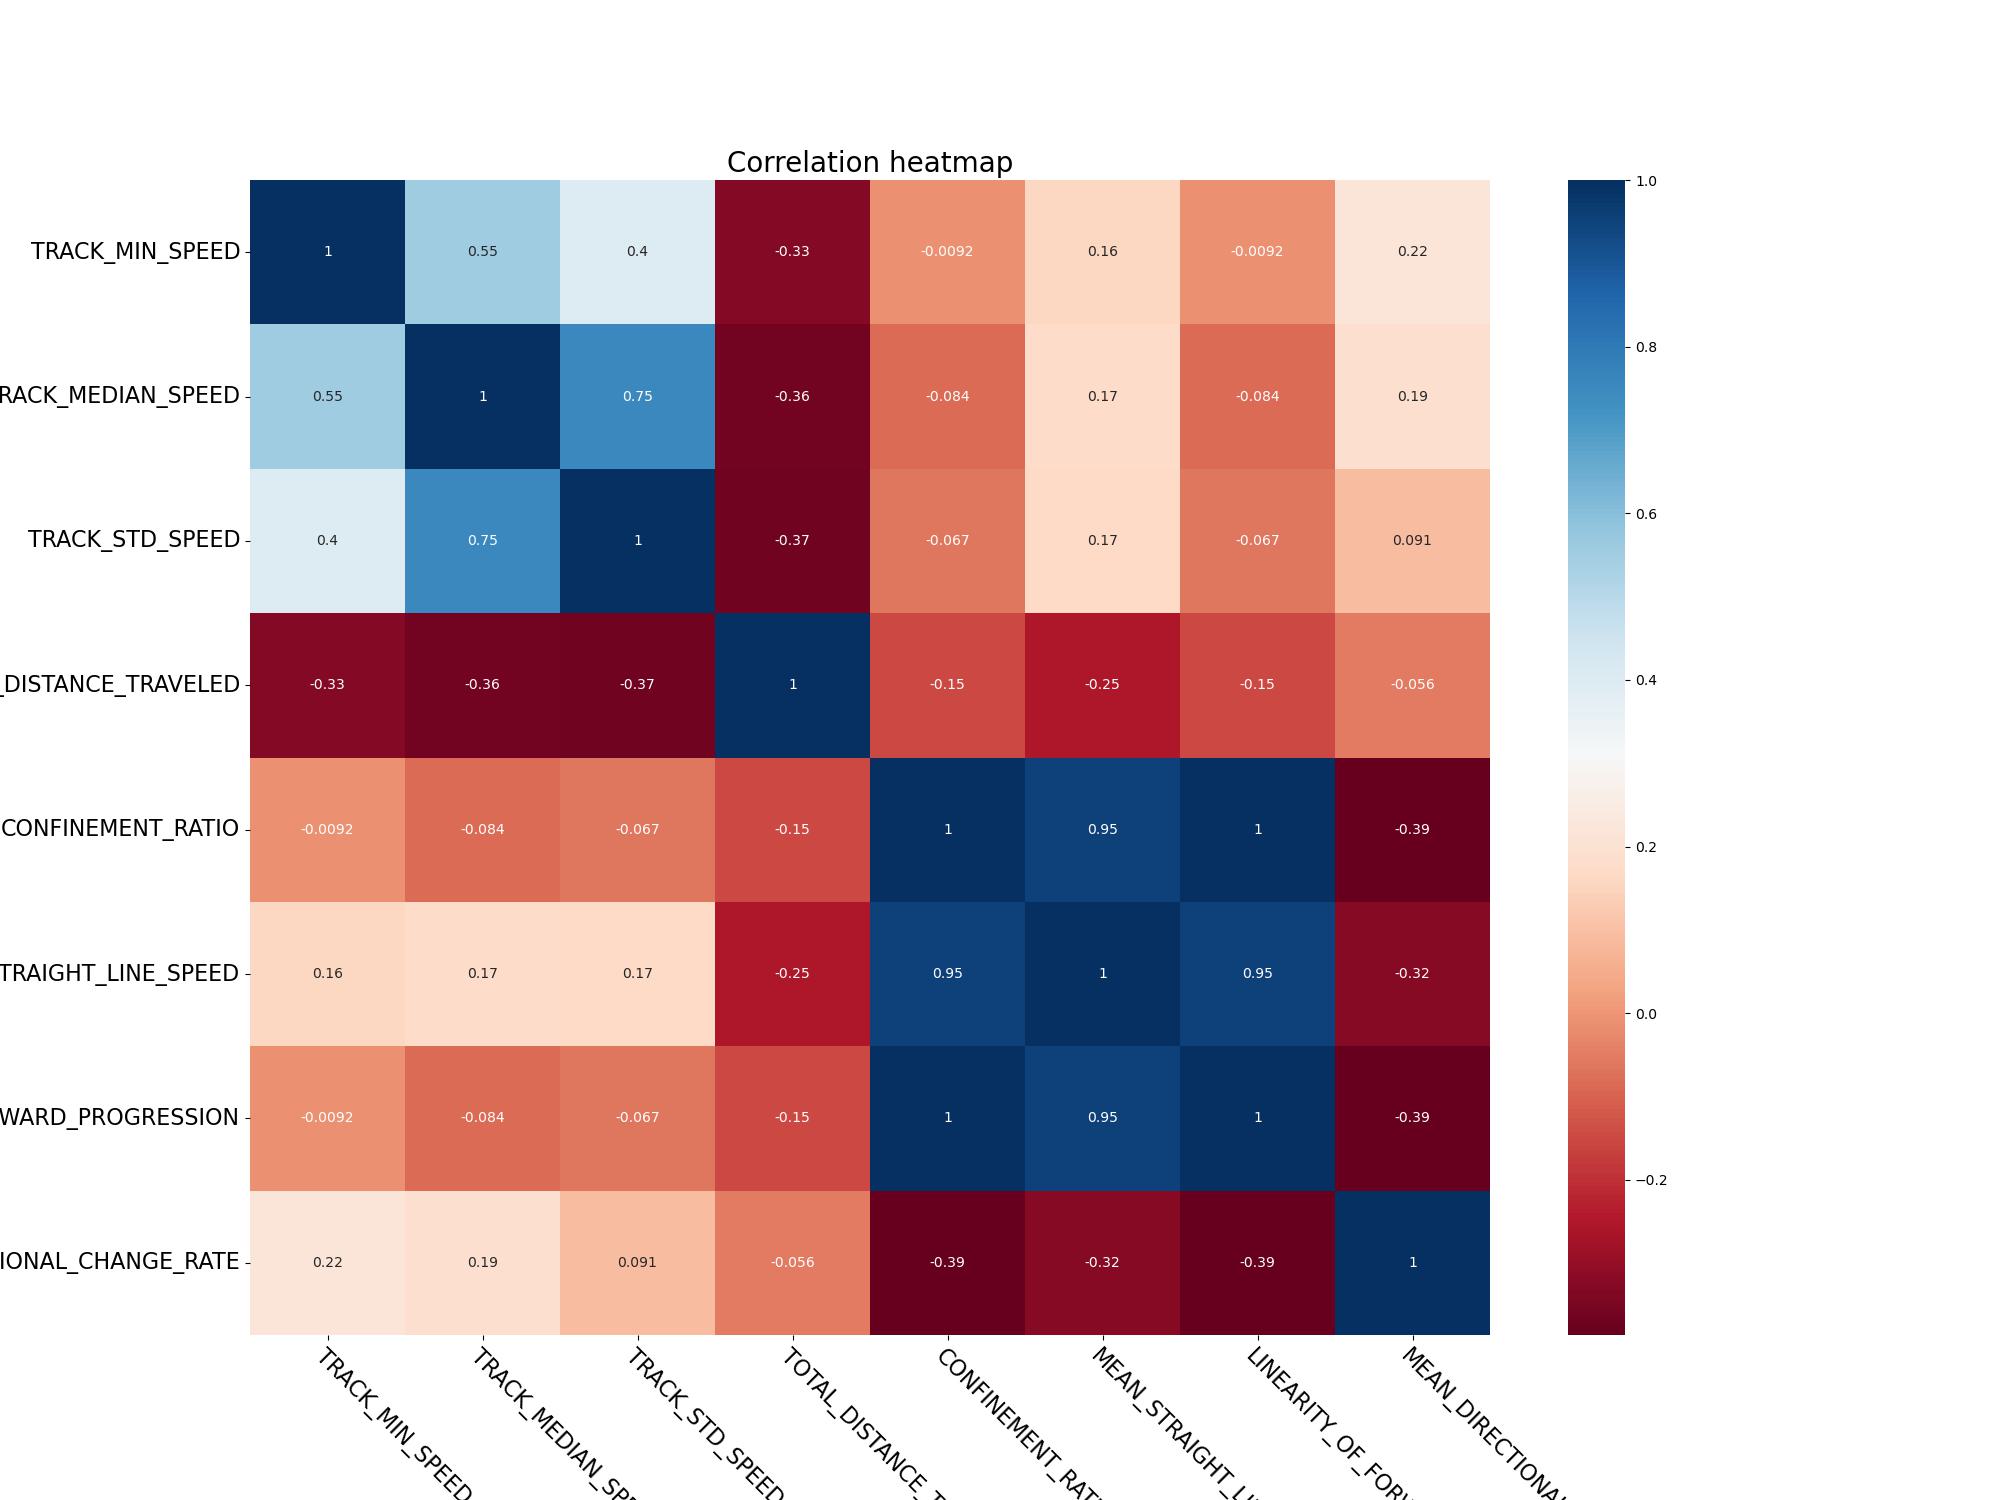 Correlation heatmap
TRACK_MIN_SPEED 1 0.55 0.4 -0.33 -0.0092 0.16 -0.0092 0.22
RACK_MEDIAN_SPEED 0.55 1 0.75 -0.36 -0.084 0.17 -0.084 0.19
TRACK_STD_SPEED 0.4 0.75 1 -0.37 -0.067 0.17 -0.067 0.091
_DISTANCE_TRAVELED -0.33 -0.36 -0.37 1 -0.15 -0.25 -0.15 -0.056
CONFINEMENT_RATIO -0.0092 -0.084 -0.067 -0.15 1 0.95 1 -0.39
TRAIGHT_LINE_SPEED 0.16 0.17 0.17 -0.25 0.95 1 0.95 -0.32
WARD_PROGRESSION -0.0092 -0.084 -0.067 -0.15 1 0.95 1 -0.39
IONAL_CHANGE_RATE 0.22 0.19 0.091 -0.056 -0.39 -0.32 -0.39 1
TRACK_MIN_SPEED
TRACK_MEDIAN_SPE
TRACK_STD_SPEED
TOTAL_DISTANCE_T
CONFINEMENT_RATI
MEAN_STRAIGHT_LI
LINEARITY_OF_FORW
MEAN_DIRECTIONAL
1.0
0.8
0.6
0.4
0.2
0.0
−0.2